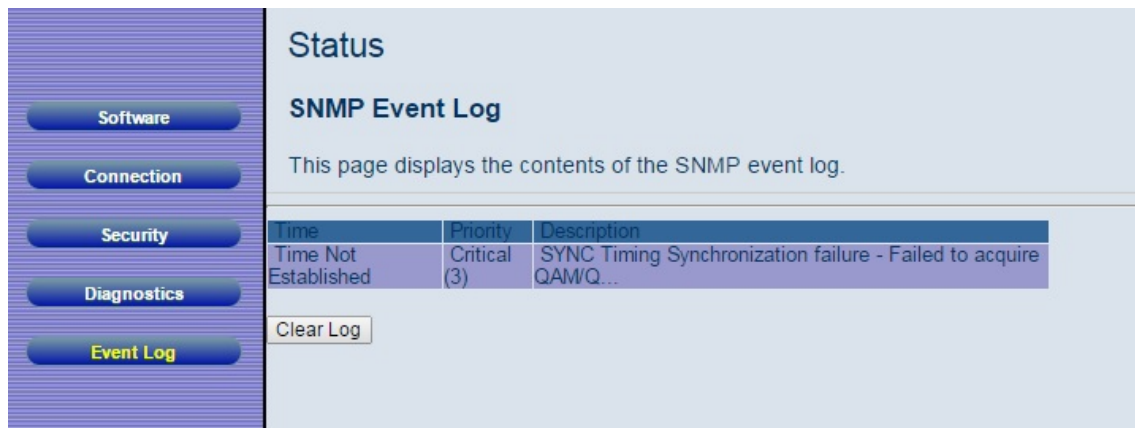 Status
SNMP Event Log
This page displays the contents of the SNMP event log.
Software
Connection
Security
Diagnostics
Event Log
Time Priority Description
Time Not Critical SYNC Timing Synchronization failure - Failed to acquire
Established (3) QAM/Q...
Clear Log